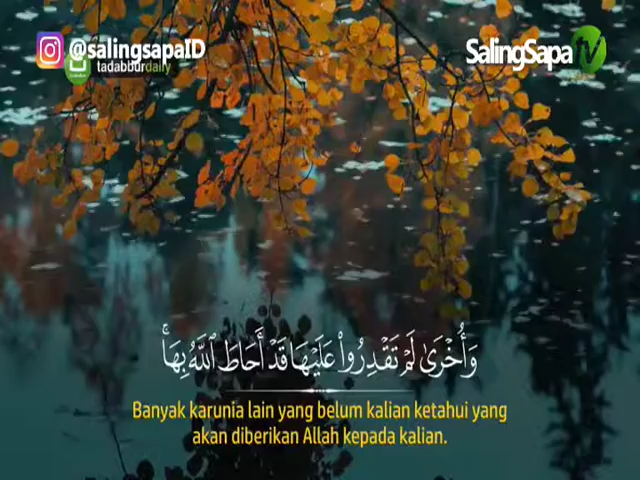 @salingsapaID
tadabburdaily
SalingSapa tv
وَأُخْرَىٰ لَمْ تَقْدِرُوا۟ عَلَيْهَا قَدْ أَحَاطَ ٱللَّهُ بِهَا ۚ
Banyak karunia lain yang belum kalian ketahui yang
akan diberikan Allah kepada kalian.